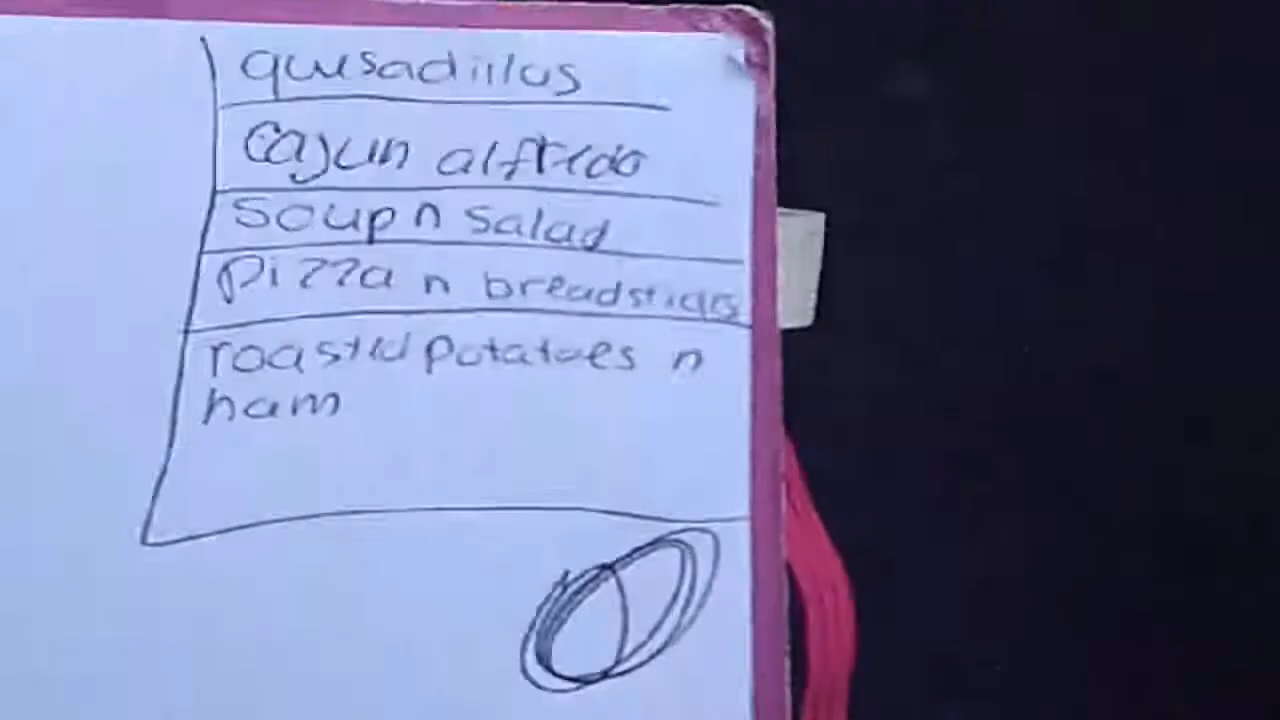 quesadillas
Cajun alfredo
Soup n salad
Pizza n breadsticks
roasted potatoes n
ham